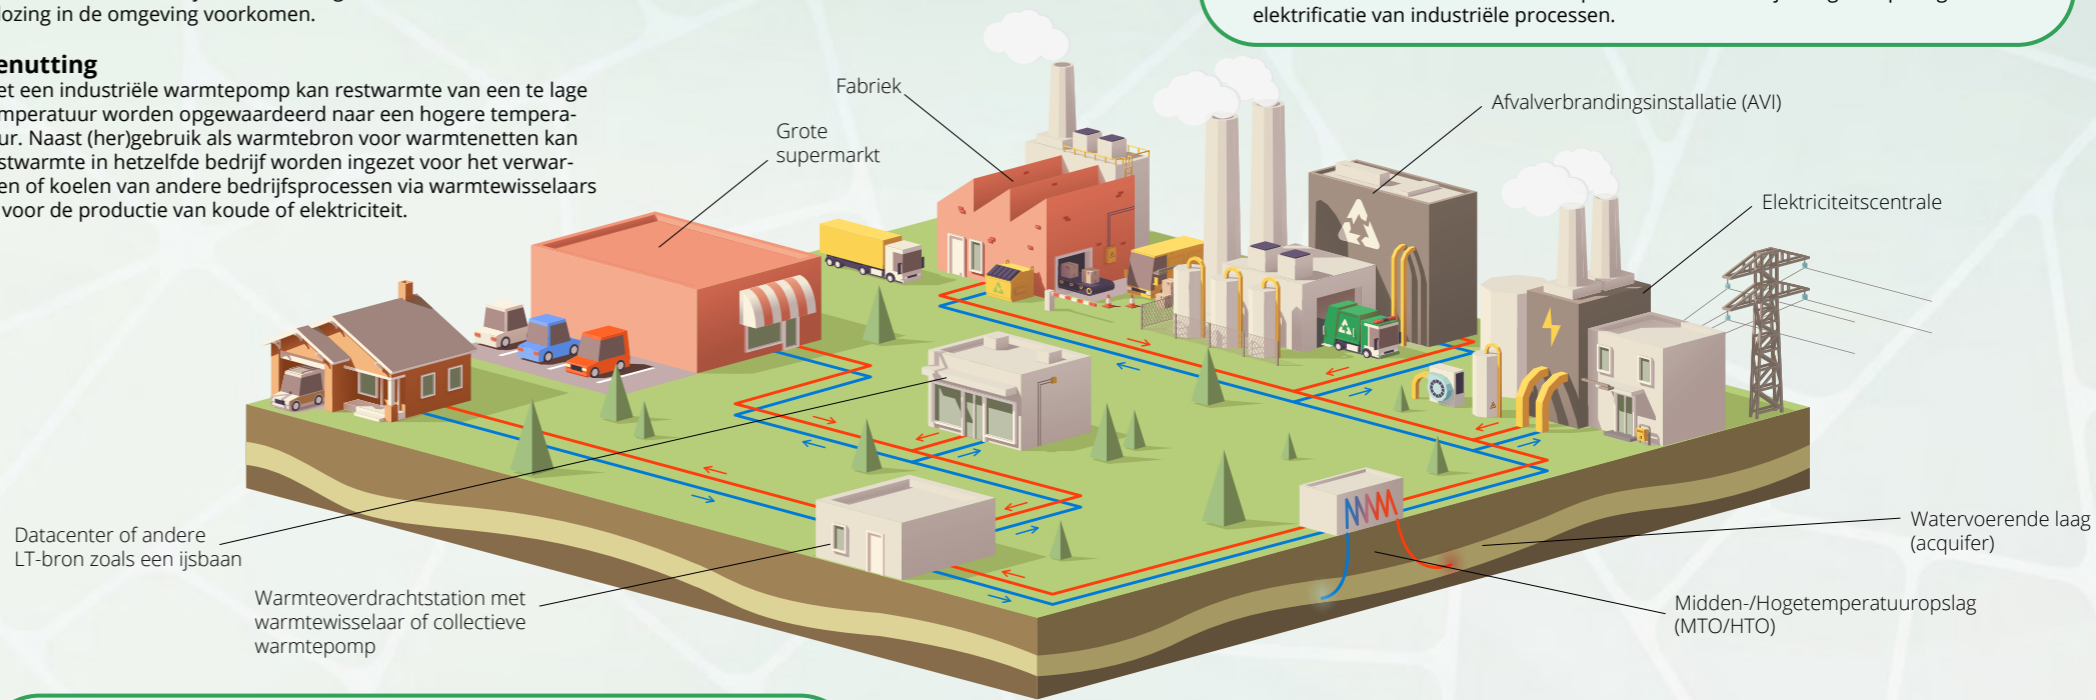 lozing in de omgeving voorkomen.
enutting
et een industriële warmtepomp kan restwarmte van een te lage
mperatuur worden opgewaardeerd naar een hogere tempera-
ur. Naast (her)gebruik als warmtebron voor warmtenetten kan
stwarmte in hetzelfde bedrijf worden ingezet voor het verwar-
en of koelen van andere bedrijfsprocessen via warmtewisselaars
voor de productie van koude of elektriciteit.
elektrificatie van industriële processen.
Fabriek
Grote
supermarkt
Afvalverbrandingsinstallatie (AVI)
Elektriciteitscentrale
Datacenter of andere
LT-bron zoals een ijsbaan
Warmteoverdrachtstation met
warmtewisselaar of collectieve
warmtepomp
Watervoerende laag
(acquifer)
Midden-/Hogetemperatuuropslag
(MTO/HTO)